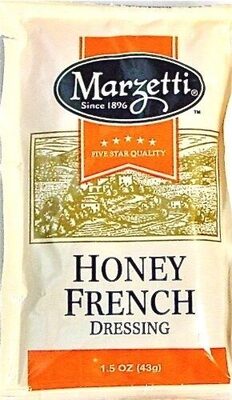 Marzetti®
Since 1896
™
FIVE STAR QUALITY
HONEY
FRENCH
DRESSING
1.5 OZ (43g)